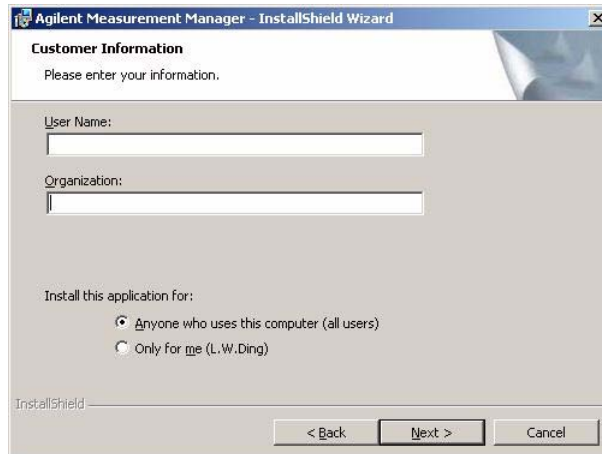 Agilent Measurement Manager - InstallShield Wizard
Customer Information
Please enter your information.
User Name:
Organization:
Install this application for:
Anyone who uses this computer (all users)
Only for me (L.W.Ding)
InstallShield
< Back Next > Cancel